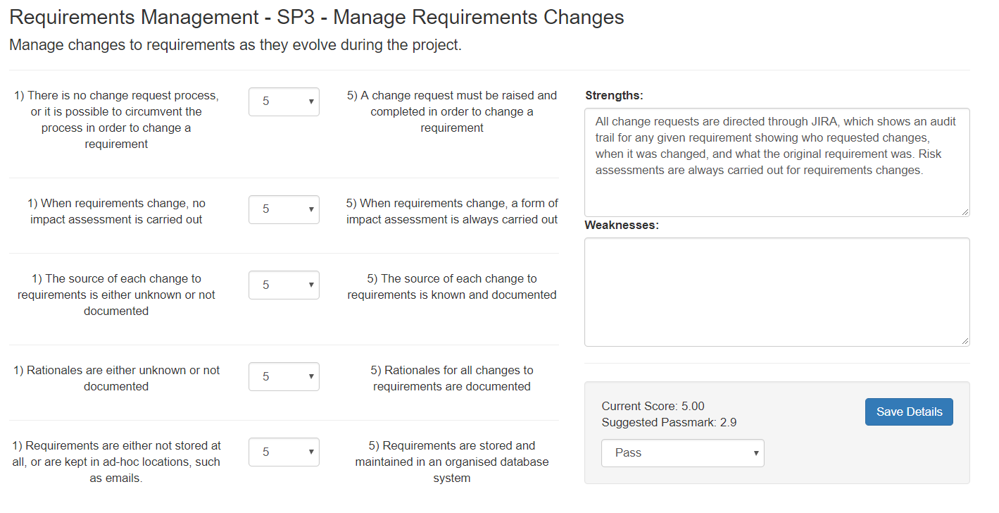 Requirements Management - SP3 - Manage Requirements Changes
Manage changes to requirements as they evolve during the project.
1) There is no change request process,
or it is possible to circumvent the
process in order to change a
requirement
5
5) A change request must be raised and
completed in order to change a
requirement
1) When requirements change, no
impact assessment is carried out
5
5) When requirements change, a form of
impact assessment is always carried out
1) The source of each change to
requirements is either unknown or not
documented
5
5) The source of each change to
requirements is known and documented
1) Rationales are either unknown or not
documented
5
5) Rationales for all changes to
requirements are documented
1) Requirements are either not stored at
all, or are kept in ad-hoc locations, such
as emails.
5
5) Requirements are stored and
maintained in an organised database
system
Strengths:
All change requests are directed through JIRA, which shows an audit
trail for any given requirement showing who requested changes,
when it was changed, and what the original requirement was. Risk
assessments are always carried out for requirements changes.
Weaknesses:
Current Score: 5.00
Suggested Passmark: 2.9
Save Details
Pass